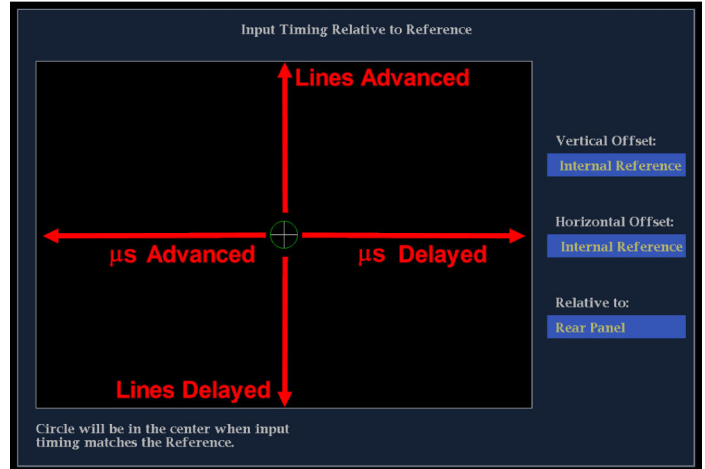 Input Timing Relative to Reference
Lines Advanced
Vertical Offset:
Internal Reference
Horizontal Offset:
Internal Reference
μs Advanced
μs Delayed
Relative to:
Rear Panel
Lines Delayed
Circle will be in the center when input
timing matches the Reference.